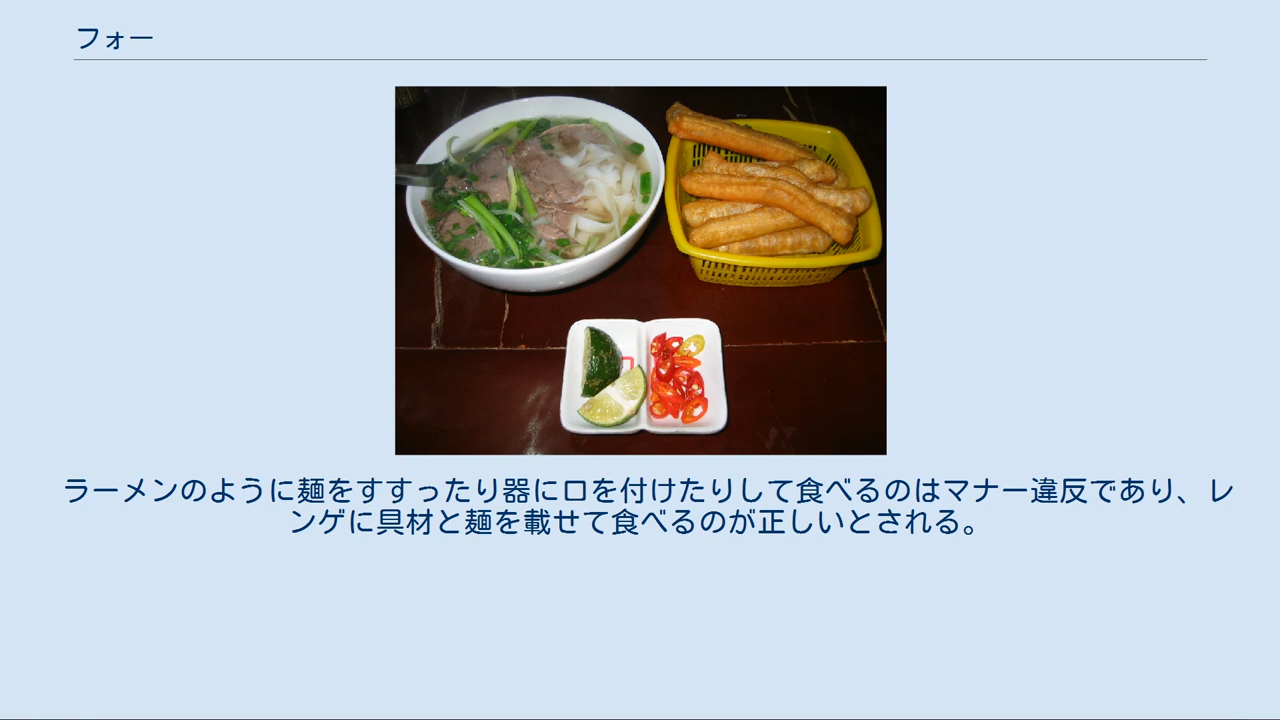 フォー
ラーメンのように麺をすすったり器に口を付けたりして食べるのはマナー違反であり、レ
ンゲに具材と麺を載せて食べるのが正しいとされる。